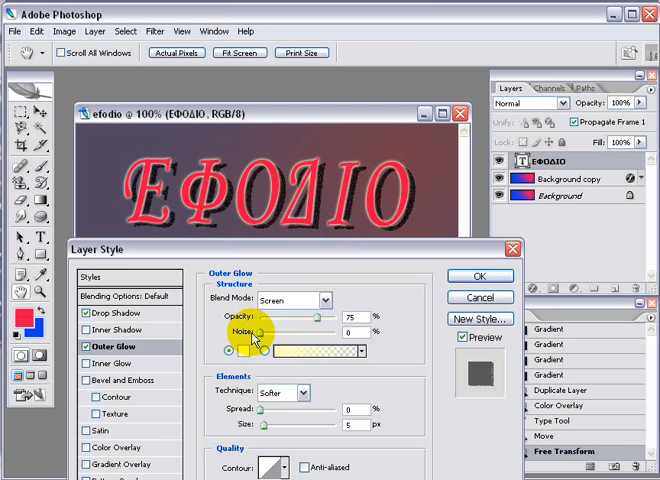 Adobe Photoshop
File Edit Image Layer Select Filter View Window Help
Scroll All Windows Actual Pixels Fit Screen Print Size
efodio @ 100% (ΕΦΟΔΙΟ, RGB/8)
ΕΦΟΔΙΟ
Layers Channels Paths
Normal Opacity: 100%
Unify: Propagate Frame 1
Lock: Fill: 100%
T ΕΦΟΔΙΟ
Background copy
Background
Layer Style
Styles
Blending Options: Default
Drop Shadow
Inner Shadow
Outer Glow
Inner Glow
Bevel and Emboss
Contour
Texture
Satin
Color Overlay
Gradient Overlay
Outer Glow
Structure
Blend Mode: Screen
Opacity: 75 %
Noise: 0 %
Elements
Technique: Softer
Spread: 0 %
Size: 5 px
Quality
Contour: Anti-aliased
OK
Cancel
New Style...
Preview
Gradient
Gradient
Gradient
Gradient
Duplicate Layer
Color Overlay
Type Tool
Move
Free Transform